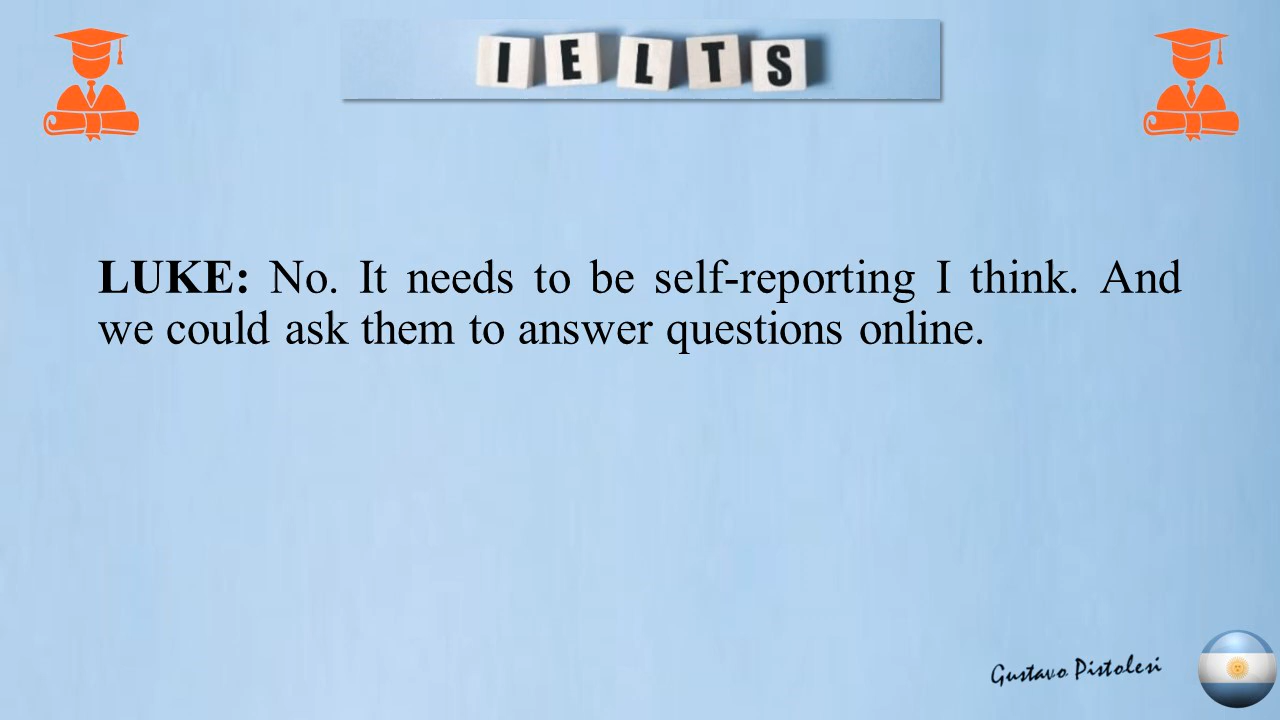 IELTS
LUKE: No. It needs to be self-reporting I think. And
we could ask them to answer questions online.
Gustavo Pistolesi